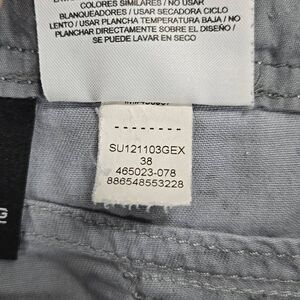 COLORES SIMILARES / NO USAR
BLANQUEADORES / USAR SECADORA CICLO
LENTO / USAR PLANCHA TEMPERATURA BAJA / NO
PLANCHAR DIRECTAMENTE SOBRE EL DISEÑO /
SE PUEDE LAVAR EN SECO
- - - - - - - -
SU121103GEX
38
465023-078
886548553228